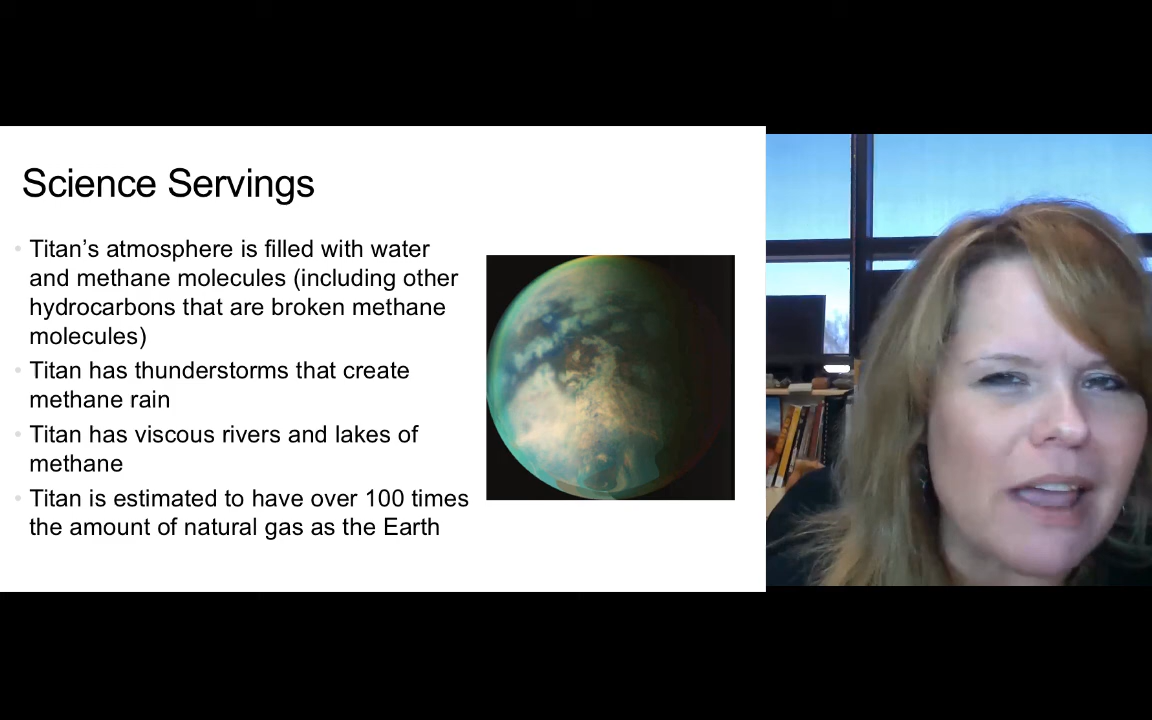 Science Servings
• Titan’s atmosphere is filled with water
and methane molecules (including other
hydrocarbons that are broken methane
molecules)
• Titan has thunderstorms that create
methane rain
• Titan has viscous rivers and lakes of
methane
• Titan is estimated to have over 100 times
the amount of natural gas as the Earth